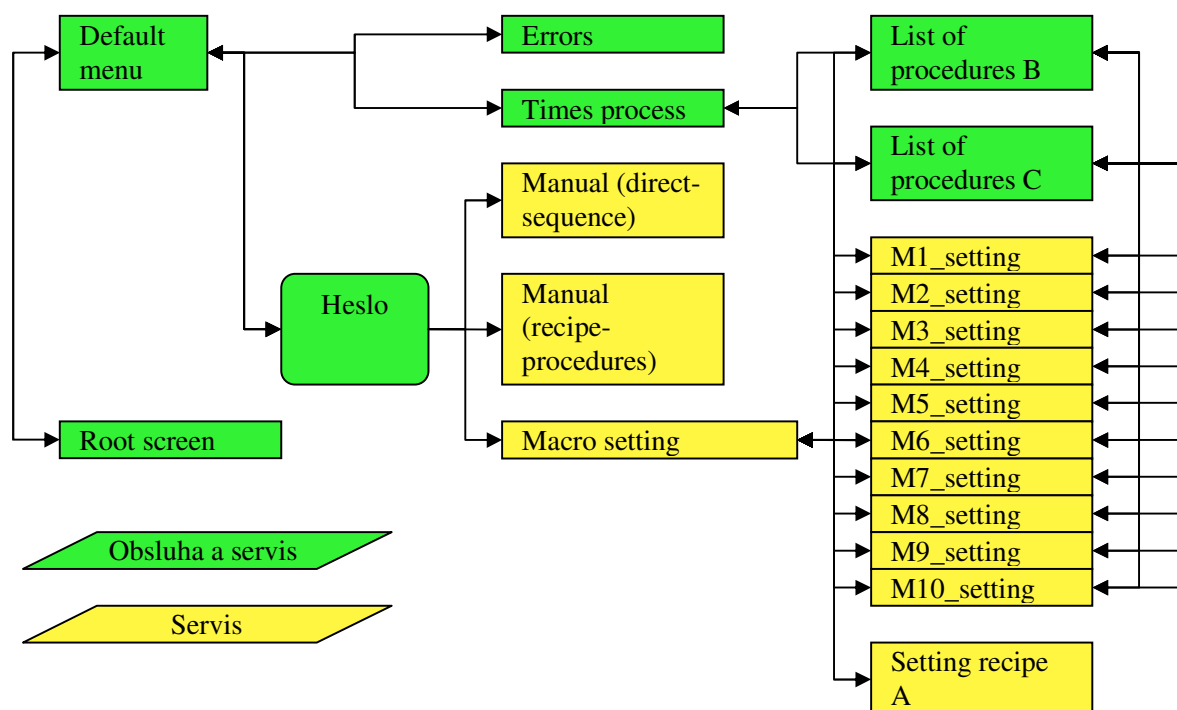 Default
menu
Errors
Times process
List of
procedures B
List of
procedures C
Manual (direct-
sequence)
Heslo
Manual
(recipe-
procedures)
Root screen
Macro setting
M1_setting
M2_setting
M3_setting
M4_setting
M5_setting
M6_setting
M7_setting
M8_setting
M9_setting
M10_setting
Setting recipe
A
Obsluha a servis
Servis